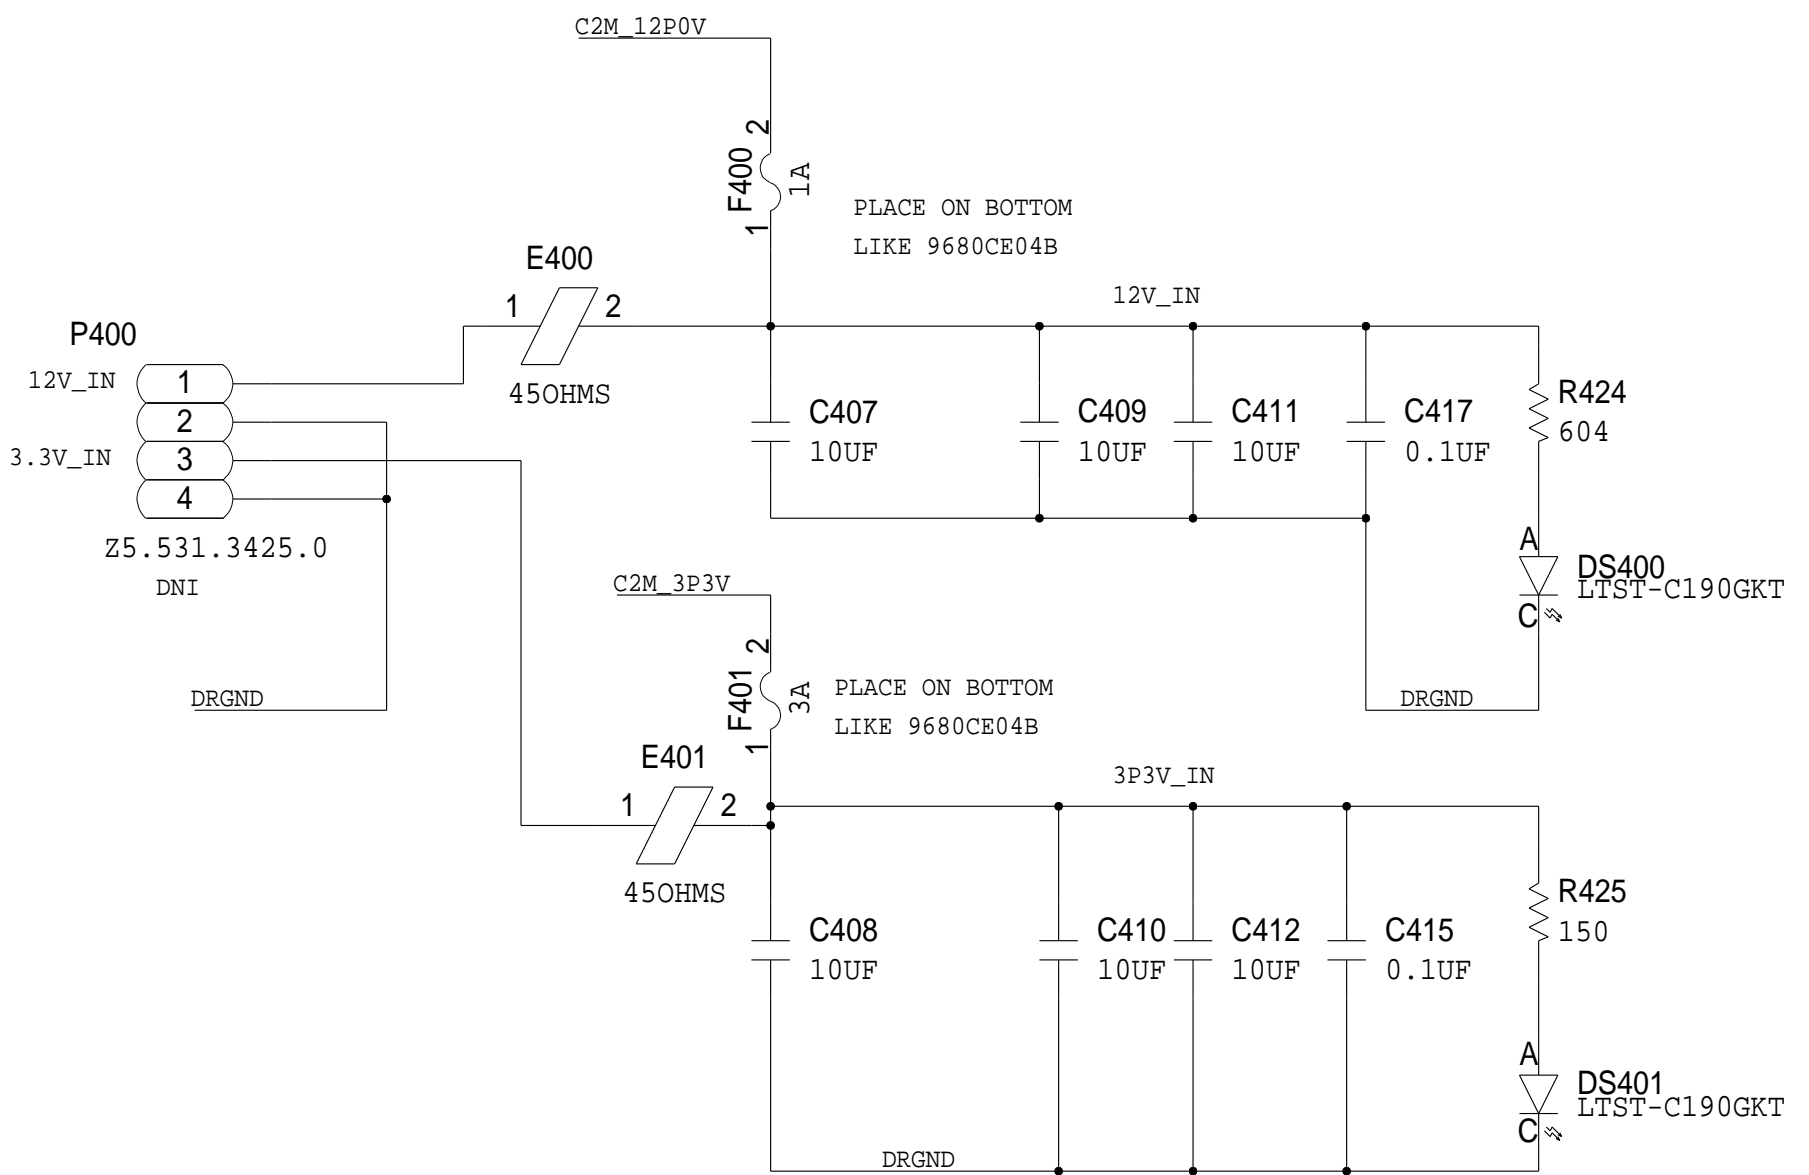 C2M_12P0V
2
F400
1A
1
PLACE ON BOTTOM
LIKE 9680CE04B
E400
1
2
45OHMS
12V_IN
P400
12V_IN
1
2
3.3V_IN
3
4
Z5.531.3425.0
DNI
DRGND
C407
10UF
C409
10UF
C411
10UF
C417
0.1UF
R424
604
A
DS400
LTST-C190GKT
C
DRGND
C2M_3P3V
2
F401
3A
1
PLACE ON BOTTOM
LIKE 9680CE04B
E401
1
2
45OHMS
3P3V_IN
C408
10UF
C410
10UF
C412
10UF
C415
0.1UF
R425
150
A
DS401
LTST-C190GKT
C
DRGND